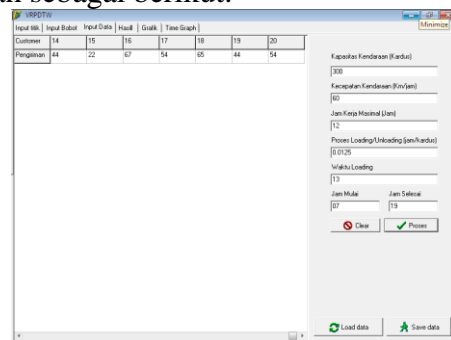 sebagai berikut.
VRPDTW
Minimize
Input titik Input Bobot Input Data Hasil Grafik Time Graph
Customer 14 15 16 17 18 19 20
Pengiriman 44 22 67 54 65 44 54
Kapasitas Kendaraan (Kardus)
300
Kecepatan Kendaraan (Km/jam)
60
Jam Kerja Maximal (Jam)
12
Proses Loading/Unloading (jam/Kardus)
0.0125
Waktu Loading
13
Jam Mulai Jam Selesai
07 19
Clear Proses
Load data Save data